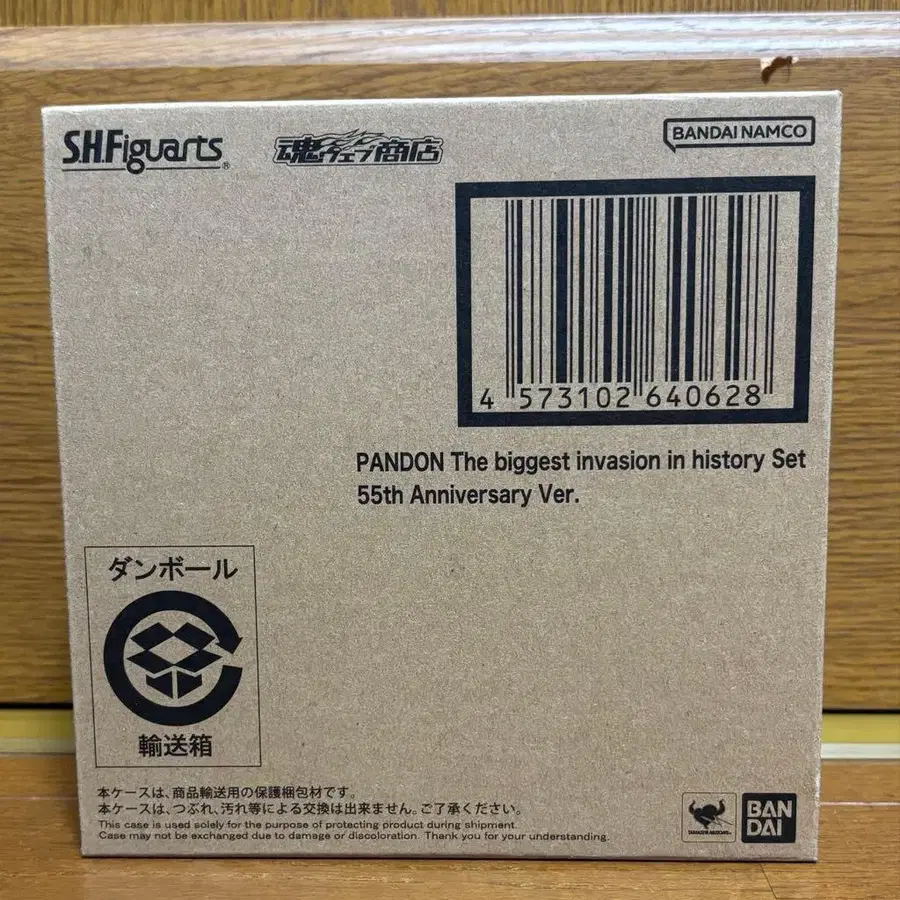 S.H.Figuarts®
魂ウェブ商店
BANDAI NAMCO
4 573102 640628
PANDON The biggest invasion in history Set
55th Anniversary Ver.
ダンボール
輸送箱
本ケースは、商品輸送用の保護梱包材です。
本ケースは、つぶれ、汚れ等による交換は出来ません。ご了承ください。
This case is used solely for the purpose of protecting product during shipment.
Case may not be exchanged due to damage or discoloration. Thank you for your understanding.
BAN
DAI